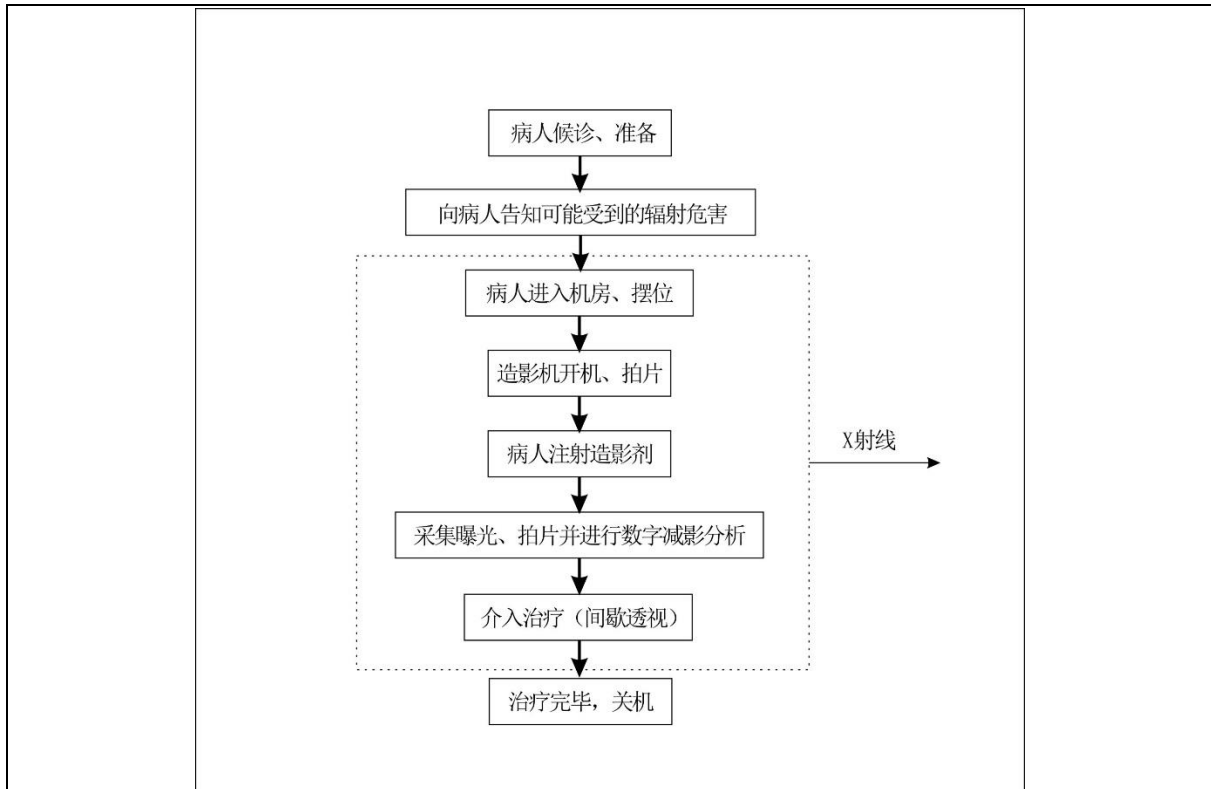 病人候诊、准备
向病人告知可能受到的辐射危害
病人进入机房、摆位
造影机开机、拍片
病人注射造影剂
X射线
采集曝光、拍片并进行数字减影分析
介入治疗（间歇透视）
治疗完毕，关机